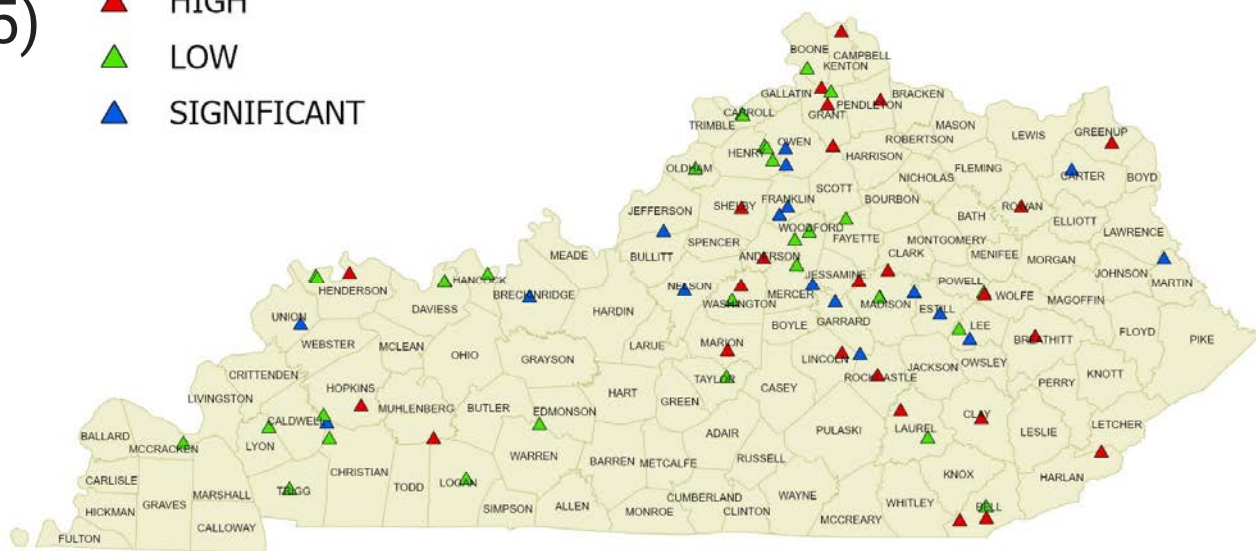 5)
HIGH
LOW
SIGNIFICANT
BOONE
CAMPBELL
KENTON
GALLATIN
BRACKEN
PENDLETON
GRANT
CARROLL
TRIMBLE
MASON
LEWIS
GREENUP
OWEN
ROBERTSON
HENRY
HARRISON
OLDHAM
FLEMING
CARTER
BOYD
NICHOLAS
SCOTT
FRANKLIN
BOURBON
SHELBY
ROWAN
JEFFERSON
BATH
ELLIOTT
WOODFORD
LAWRENCE
SPENCER
FAYETTE
MONTGOMERY
MEADE
BULLITT
ANDERSON
CLARK
MENIFEE
MORGAN
JESSAMINE
JOHNSON
MARTIN
HENDERSON
HANCOCK
BRECKINRIDGE
NELSON
MERCER
POWELL
WOLFE
WASHINGTON
MADISON
MAGOFFIN
DAVIESS
HARDIN
ESTILL
UNION
BOYLE
GARRARD
LEE
FLOYD
WEBSTER
MCLEAN
OHIO
LARUE
MARION
BREATHITT
PIKE
GRAYSON
LINCOLN
OWSLEY
CRITTENDEN
JACKSON
ROCKCASTLE
KNOTT
TAYLOR
PERRY
HOPKINS
CASEY
LIVINGSTON
HART
GREEN
MUHLENBERG
BUTLER
EDMONSON
CALDWELL
CLAY
LETCHER
LAUREL
PULASKI
LESLIE
BALLARD
ADAIR
MCCRACKEN
LYON
WARREN
RUSSELL
BARREN
METCALFE
CHRISTIAN
KNOX
HARLAN
CARLISLE
LOGAN
TODD
TRIGG
MARSHALL
CUMBERLAND
WAYNE
WHITLEY
GRAVES
ALLEN
SIMPSON
BELL
HICKMAN
MONROE
CLINTON
MCCREARY
CALLOWAY
FULTON